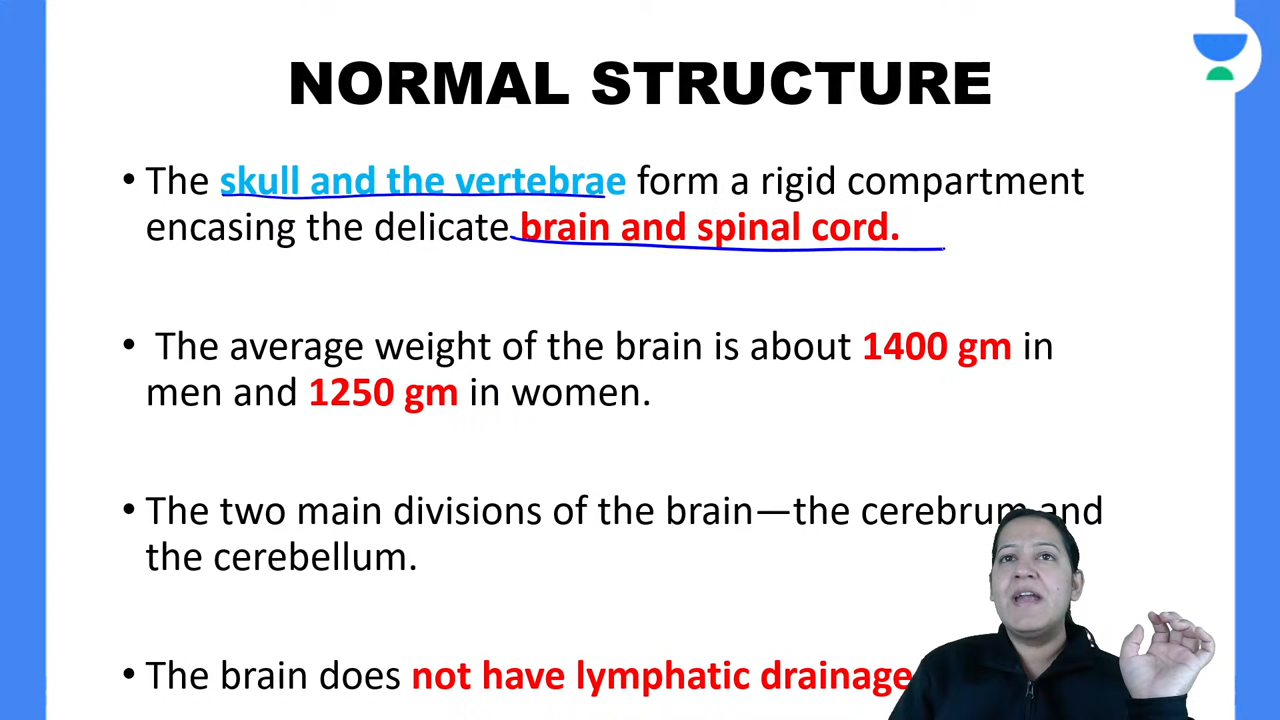 NORMAL STRUCTURE
• The skull and the vertebrae form a rigid compartment
encasing the delicate brain and spinal cord.
• The average weight of the brain is about 1400 gm in
men and 1250 gm in women.
• The two main divisions of the brain—the cerebrum and
the cerebellum.
• The brain does not have lymphatic drainage